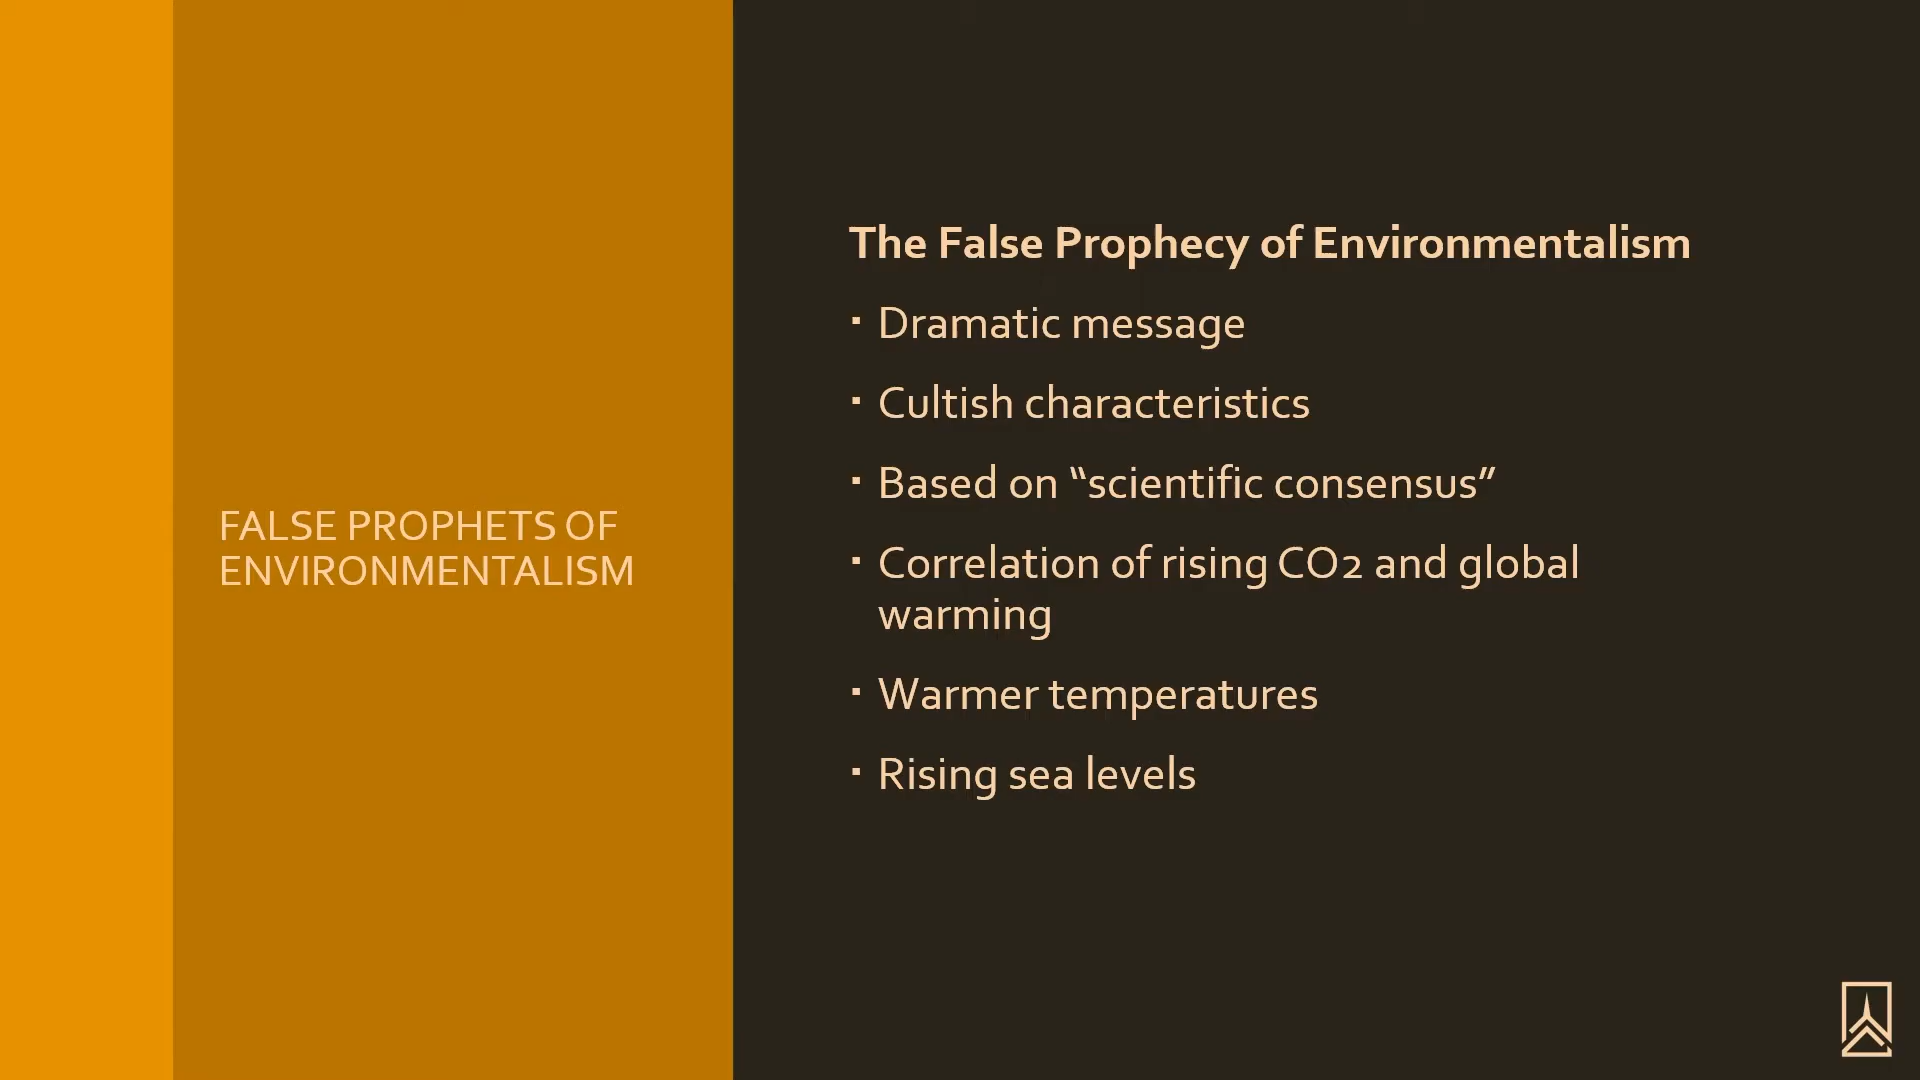 FALSE PROPHETS OF
ENVIRONMENTALISM
The False Prophecy of Environmentalism
▪ Dramatic message
▪ Cultish characteristics
▪ Based on “scientific consensus”
▪ Correlation of rising CO2 and global
warming
▪ Warmer temperatures
▪ Rising sea levels